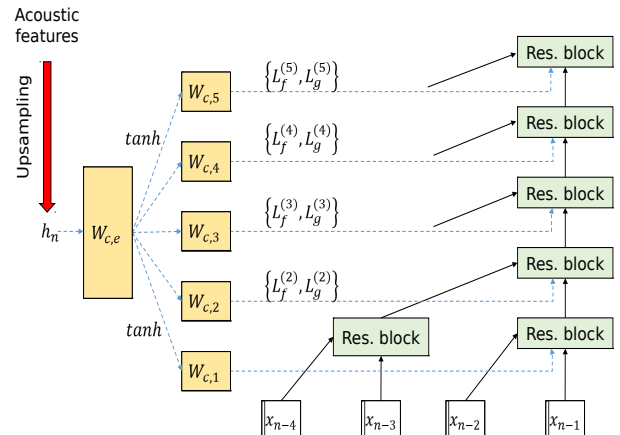 Acoustic
features
Upsampling
h_n
W_{c,e}
tanh
tanh
W_{c,5}
{L_f^{(5)}, L_g^{(5)}}
Res. block
W_{c,4}
{L_f^{(4)}, L_g^{(4)}}
Res. block
W_{c,3}
{L_f^{(3)}, L_g^{(3)}}
Res. block
W_{c,2}
{L_f^{(2)}, L_g^{(2)}}
Res. block
W_{c,1}
Res. block
Res. block
x_{n-4}
x_{n-3}
x_{n-2}
x_{n-1}